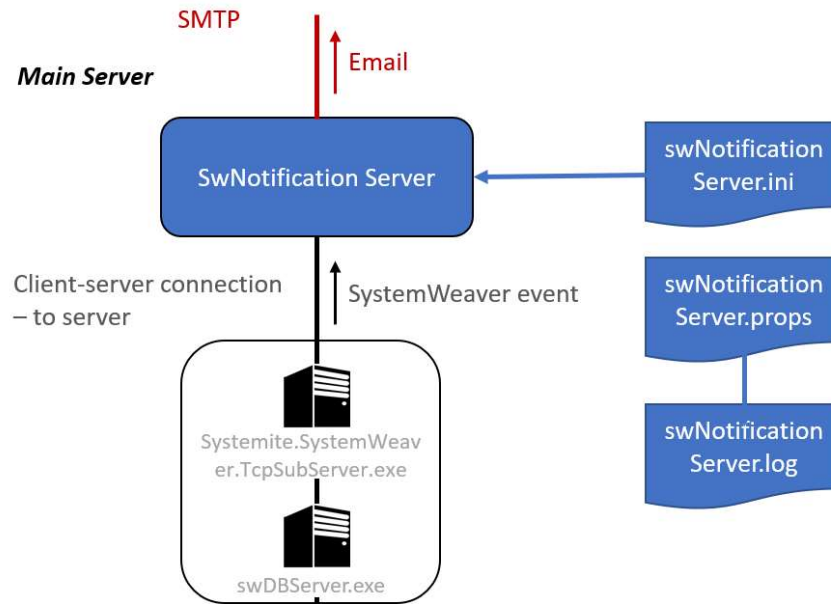 SMTP
Email
Main Server
SwNotification Server
swNotification
Server.ini
Client-server connection
– to server
SystemWeaver event
swNotification
Server.props
Systemite.SystemWeav
er.TcpSubServer.exe
swNotification
Server.log
swDBServer.exe